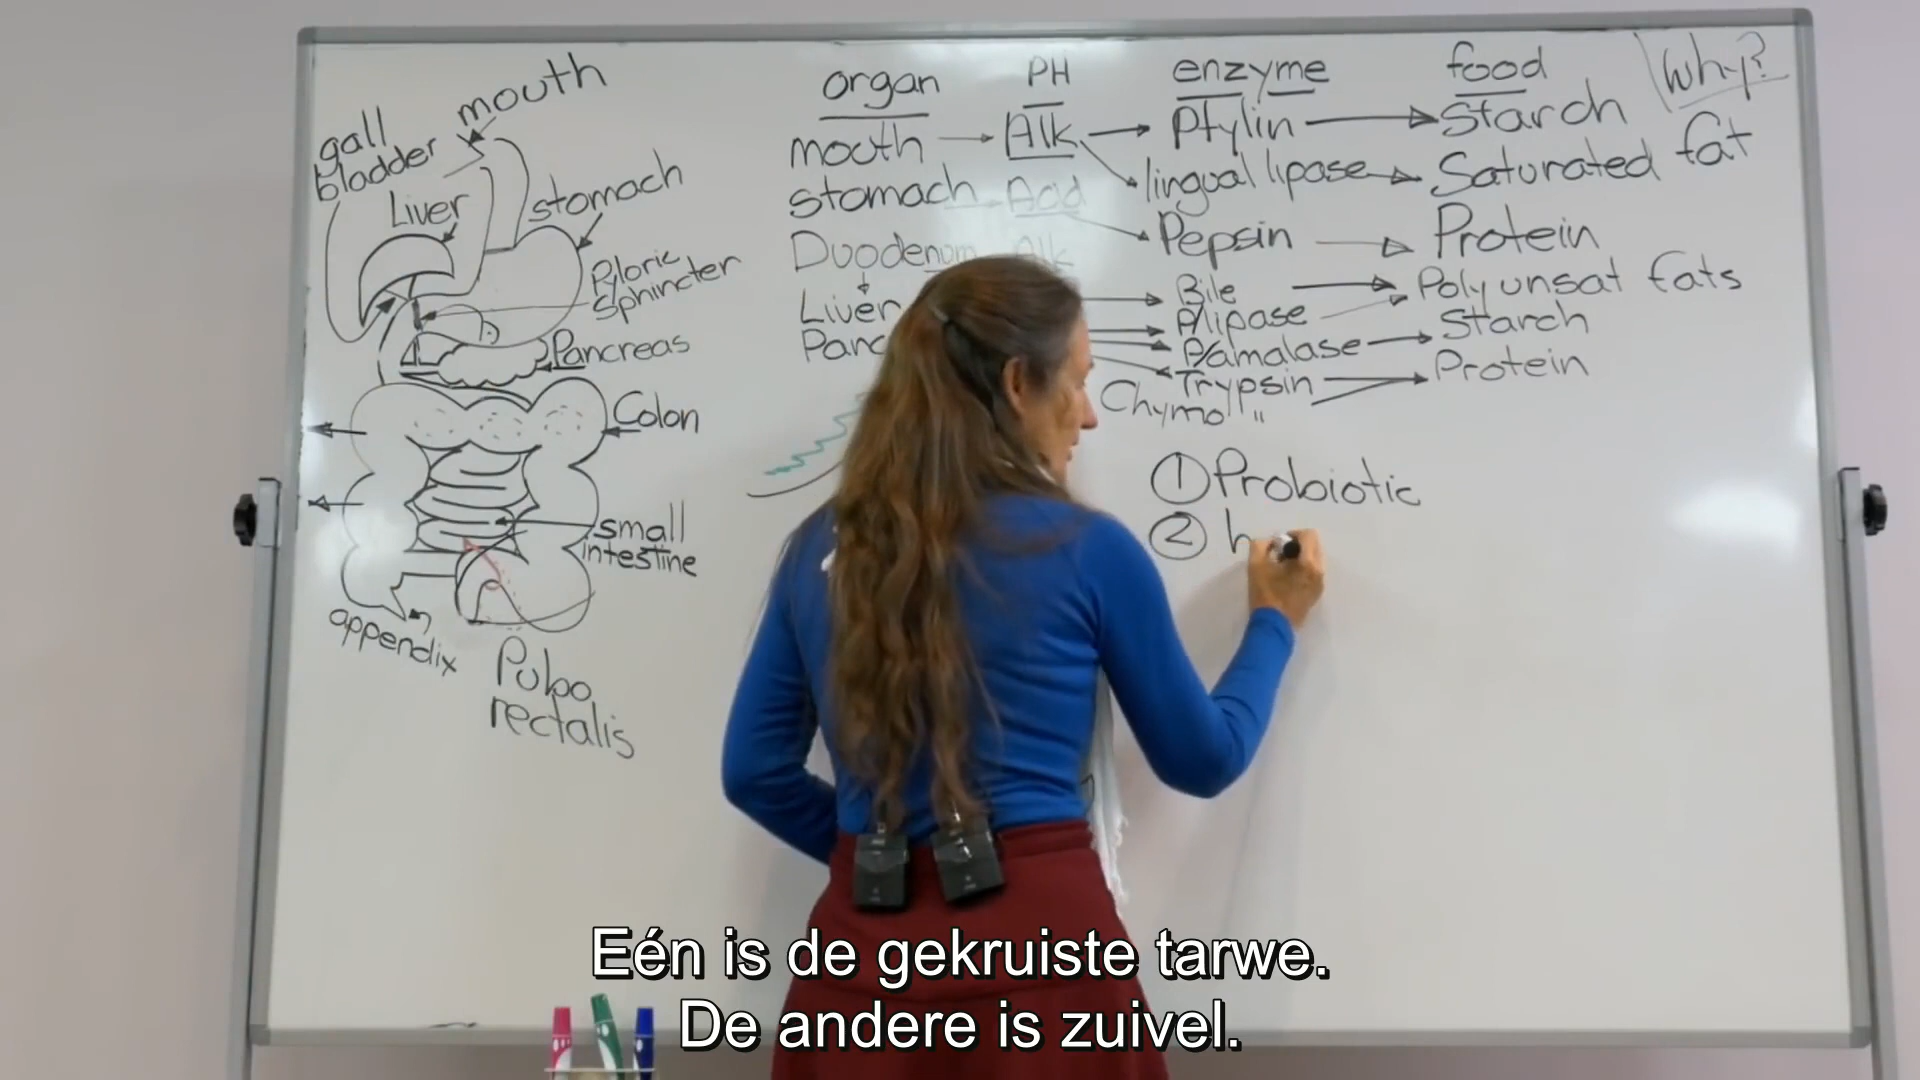 mouth
gall
bladder
Liver
stomach
Pyloric
Sphincter
Pancreas
Colon
small
intestine
appendix
Pubo
rectalis
organ PH enzyme food Why?
mouth Alk Ptylin Starch
lingual lipase Saturated fat
stomach Acid Pepsin Protein
Duodenum Alk
Liver Bile Polyunsat fats
P/lipase
Panc P/amalase Starch
Trypsin Protein
Chymo "
① Probiotic
② h
Eén is de gekruiste tarwe.
De andere is zuivel.